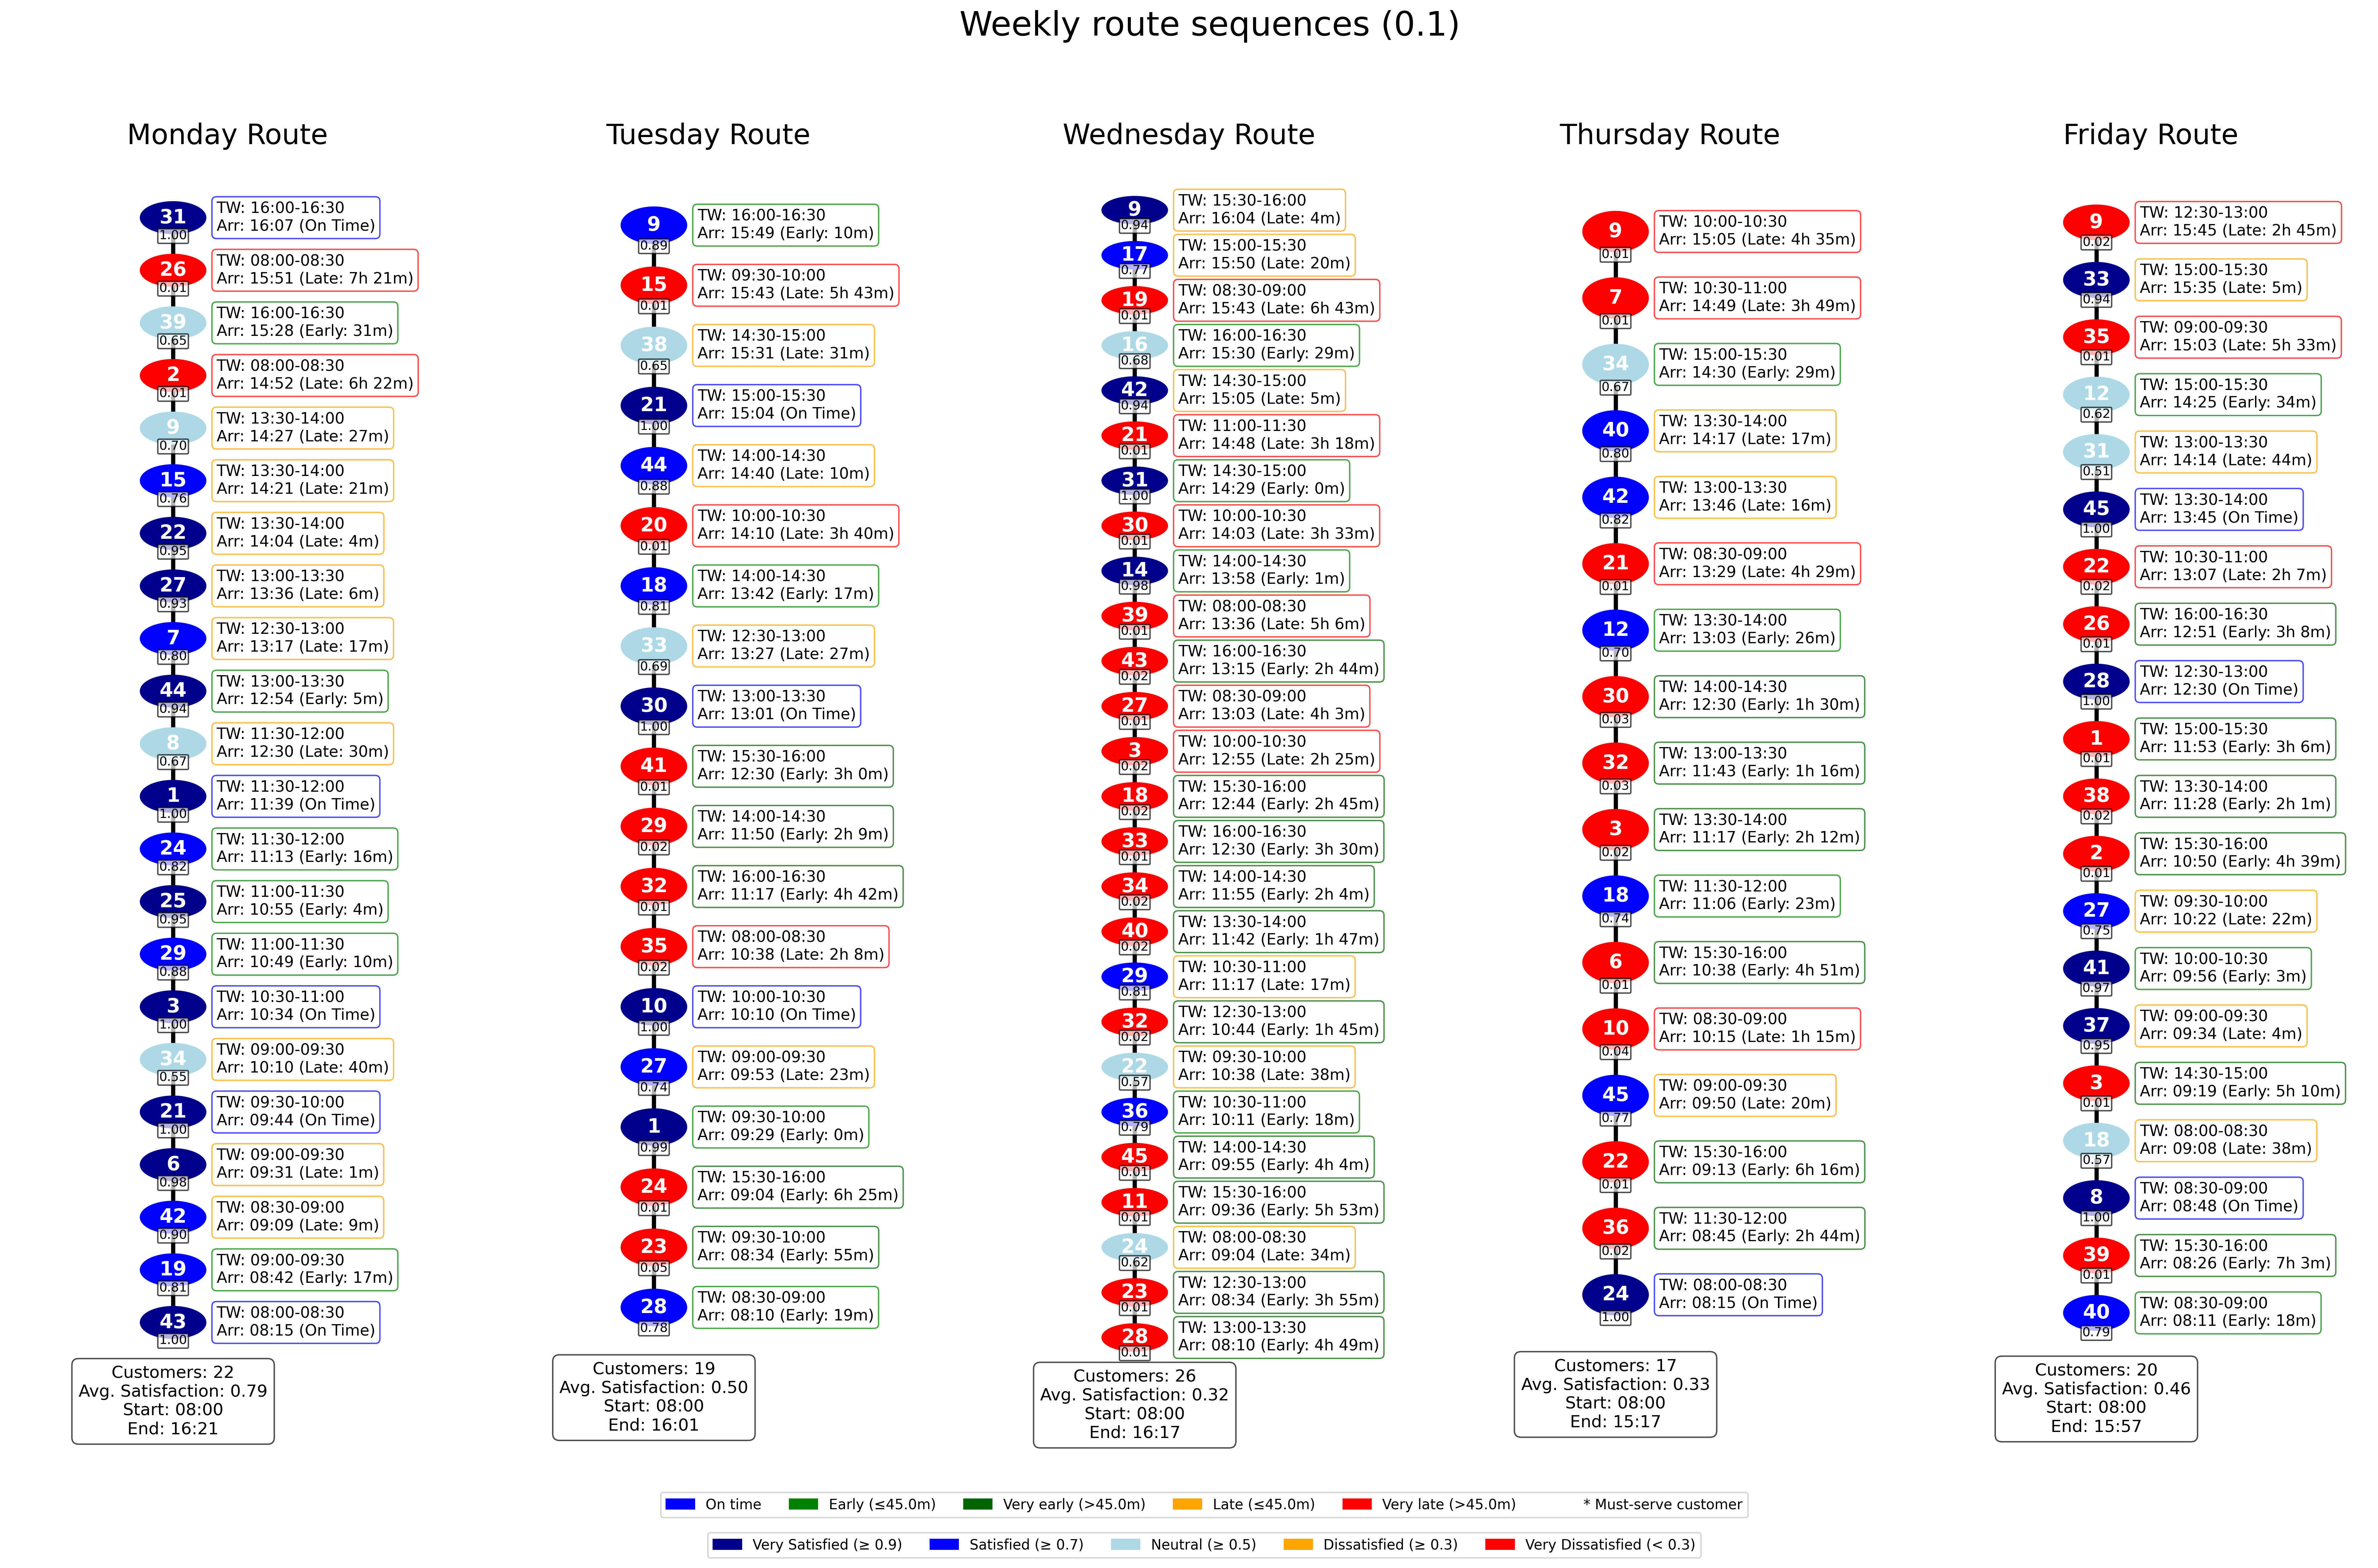 Weekly route sequences (0.1)
Monday Route
31
TW: 16:00-16:30
Arr: 16:07 (On Time)
1.00
26
TW: 08:00-08:30
Arr: 15:51 (Late: 7h 21m)
0.01
39
TW: 16:00-16:30
Arr: 15:28 (Early: 31m)
0.65
2
TW: 08:00-08:30
Arr: 14:52 (Late: 6h 22m)
0.01
9
TW: 13:30-14:00
Arr: 14:27 (Late: 27m)
0.70
15
TW: 13:30-14:00
Arr: 14:21 (Late: 21m)
0.76
22
TW: 13:30-14:00
Arr: 14:04 (Late: 4m)
0.95
27
TW: 13:00-13:30
Arr: 13:36 (Late: 6m)
0.93
7
TW: 12:30-13:00
Arr: 13:17 (Late: 17m)
0.80
44
TW: 13:00-13:30
Arr: 12:54 (Early: 5m)
0.94
8
TW: 11:30-12:00
Arr: 12:30 (Late: 30m)
0.67
1
TW: 11:30-12:00
Arr: 11:39 (On Time)
1.00
24
TW: 11:30-12:00
Arr: 11:13 (Early: 16m)
0.82
25
TW: 11:00-11:30
Arr: 10:55 (Early: 4m)
0.95
29
TW: 11:00-11:30
Arr: 10:49 (Early: 10m)
0.88
3
TW: 10:30-11:00
Arr: 10:34 (On Time)
1.00
34
TW: 09:00-09:30
Arr: 10:10 (Late: 40m)
0.55
21
TW: 09:30-10:00
Arr: 09:44 (On Time)
1.00
6
TW: 09:00-09:30
Arr: 09:31 (Late: 1m)
0.98
42
TW: 08:30-09:00
Arr: 09:09 (Late: 9m)
0.90
19
TW: 09:00-09:30
Arr: 08:42 (Early: 17m)
0.81
43
TW: 08:00-08:30
Arr: 08:15 (On Time)
1.00
Customers: 22
Avg. Satisfaction: 0.79
Start: 08:00
End: 16:21
Tuesday Route
9
TW: 16:00-16:30
Arr: 15:49 (Early: 10m)
0.89
15
TW: 09:30-10:00
Arr: 15:43 (Late: 5h 43m)
0.01
38
TW: 14:30-15:00
Arr: 15:31 (Late: 31m)
0.65
21
TW: 15:00-15:30
Arr: 15:04 (On Time)
1.00
44
TW: 14:00-14:30
Arr: 14:40 (Late: 10m)
0.88
20
TW: 10:00-10:30
Arr: 14:10 (Late: 3h 40m)
0.01
18
TW: 14:00-14:30
Arr: 13:42 (Early: 17m)
0.81
33
TW: 12:30-13:00
Arr: 13:27 (Late: 27m)
0.69
30
TW: 13:00-13:30
Arr: 13:01 (On Time)
1.00
41
TW: 15:30-16:00
Arr: 12:30 (Early: 3h 0m)
0.01
29
TW: 14:00-14:30
Arr: 11:50 (Early: 2h 9m)
0.02
32
TW: 16:00-16:30
Arr: 11:17 (Early: 4h 42m)
0.01
35
TW: 08:00-08:30
Arr: 10:38 (Late: 2h 8m)
0.02
10
TW: 10:00-10:30
Arr: 10:10 (On Time)
1.00
27
TW: 09:00-09:30
Arr: 09:53 (Late: 23m)
0.74
1
TW: 09:30-10:00
Arr: 09:29 (Early: 0m)
0.99
24
TW: 15:30-16:00
Arr: 09:04 (Early: 6h 25m)
0.01
23
TW: 09:30-10:00
Arr: 08:34 (Early: 55m)
0.05
28
TW: 08:30-09:00
Arr: 08:10 (Early: 19m)
0.78
Customers: 19
Avg. Satisfaction: 0.50
Start: 08:00
End: 16:01
Wednesday Route
9
TW: 15:30-16:00
Arr: 16:04 (Late: 4m)
0.94
17
TW: 15:00-15:30
Arr: 15:50 (Late: 20m)
0.77
19
TW: 08:30-09:00
Arr: 15:43 (Late: 6h 43m)
0.01
16
TW: 16:00-16:30
Arr: 15:30 (Early: 29m)
0.68
42
TW: 14:30-15:00
Arr: 15:05 (Late: 5m)
0.94
21
TW: 11:00-11:30
Arr: 14:48 (Late: 3h 18m)
0.01
31
TW: 14:30-15:00
Arr: 14:29 (Early: 0m)
1.00
30
TW: 10:00-10:30
Arr: 14:03 (Late: 3h 33m)
0.01
14
TW: 14:00-14:30
Arr: 13:58 (Early: 1m)
0.98
39
TW: 08:00-08:30
Arr: 13:36 (Late: 5h 6m)
0.01
43
TW: 16:00-16:30
Arr: 13:15 (Early: 2h 44m)
0.02
27
TW: 08:30-09:00
Arr: 13:03 (Late: 4h 3m)
0.01
3
TW: 10:00-10:30
Arr: 12:55 (Late: 2h 25m)
0.02
18
TW: 15:30-16:00
Arr: 12:44 (Early: 2h 45m)
0.02
33
TW: 16:00-16:30
Arr: 12:30 (Early: 3h 30m)
0.01
34
TW: 14:00-14:30
Arr: 11:55 (Early: 2h 4m)
0.02
40
TW: 13:30-14:00
Arr: 11:42 (Early: 1h 47m)
0.02
29
TW: 10:30-11:00
Arr: 11:17 (Late: 17m)
0.81
32
TW: 12:30-13:00
Arr: 10:44 (Early: 1h 45m)
0.02
22
TW: 09:30-10:00
Arr: 10:38 (Late: 38m)
0.57
36
TW: 10:30-11:00
Arr: 10:11 (Early: 18m)
0.79
45
TW: 14:00-14:30
Arr: 09:55 (Early: 4h 4m)
0.01
11
TW: 15:30-16:00
Arr: 09:36 (Early: 5h 53m)
0.01
24
TW: 08:00-08:30
Arr: 09:04 (Late: 34m)
0.62
23
TW: 12:30-13:00
Arr: 08:34 (Early: 3h 55m)
0.01
28
TW: 13:00-13:30
Arr: 08:10 (Early: 4h 49m)
0.01
Customers: 26
Avg. Satisfaction: 0.32
Start: 08:00
End: 16:17
Thursday Route
9
TW: 10:00-10:30
Arr: 15:05 (Late: 4h 35m)
0.01
7
TW: 10:30-11:00
Arr: 14:49 (Late: 3h 49m)
0.01
34
TW: 15:00-15:30
Arr: 14:30 (Early: 29m)
0.67
40
TW: 13:30-14:00
Arr: 14:17 (Late: 17m)
0.80
42
TW: 13:00-13:30
Arr: 13:46 (Late: 16m)
0.82
21
TW: 08:30-09:00
Arr: 13:29 (Late: 4h 29m)
0.01
12
TW: 13:30-14:00
Arr: 13:03 (Early: 26m)
0.70
30
TW: 14:00-14:30
Arr: 12:30 (Early: 1h 30m)
0.03
32
TW: 13:00-13:30
Arr: 11:43 (Early: 1h 16m)
0.03
3
TW: 13:30-14:00
Arr: 11:17 (Early: 2h 12m)
0.02
18
TW: 11:30-12:00
Arr: 11:06 (Early: 23m)
0.74
6
TW: 15:30-16:00
Arr: 10:38 (Early: 4h 51m)
0.01
10
TW: 08:30-09:00
Arr: 10:15 (Late: 1h 15m)
0.04
45
TW: 09:00-09:30
Arr: 09:50 (Late: 20m)
0.77
22
TW: 15:30-16:00
Arr: 09:13 (Early: 6h 16m)
0.01
36
TW: 11:30-12:00
Arr: 08:45 (Early: 2h 44m)
0.02
24
TW: 08:00-08:30
Arr: 08:15 (On Time)
1.00
Customers: 17
Avg. Satisfaction: 0.33
Start: 08:00
End: 15:17
Friday Route
9
TW: 12:30-13:00
Arr: 15:45 (Late: 2h 45m)
0.02
33
TW: 15:00-15:30
Arr: 15:35 (Late: 5m)
0.94
35
TW: 09:00-09:30
Arr: 15:03 (Late: 5h 33m)
0.01
12
TW: 15:00-15:30
Arr: 14:25 (Early: 34m)
0.62
31
TW: 13:00-13:30
Arr: 14:14 (Late: 44m)
0.51
45
TW: 13:30-14:00
Arr: 13:45 (On Time)
1.00
22
TW: 10:30-11:00
Arr: 13:07 (Late: 2h 7m)
0.02
26
TW: 16:00-16:30
Arr: 12:51 (Early: 3h 8m)
0.01
28
TW: 12:30-13:00
Arr: 12:30 (On Time)
1.00
1
TW: 15:00-15:30
Arr: 11:53 (Early: 3h 6m)
0.01
38
TW: 13:30-14:00
Arr: 11:28 (Early: 2h 1m)
0.02
2
TW: 15:30-16:00
Arr: 10:50 (Early: 4h 39m)
0.01
27
TW: 09:30-10:00
Arr: 10:22 (Late: 22m)
0.75
41
TW: 10:00-10:30
Arr: 09:56 (Early: 3m)
0.97
37
TW: 09:00-09:30
Arr: 09:34 (Late: 4m)
0.95
3
TW: 14:30-15:00
Arr: 09:19 (Early: 5h 10m)
0.01
18
TW: 08:00-08:30
Arr: 09:08 (Late: 38m)
0.57
8
TW: 08:30-09:00
Arr: 08:48 (On Time)
1.00
39
TW: 15:30-16:00
Arr: 08:26 (Early: 7h 3m)
0.01
40
TW: 08:30-09:00
Arr: 08:11 (Early: 18m)
0.79
Customers: 20
Avg. Satisfaction: 0.46
Start: 08:00
End: 15:57
On time
Early (≤45.0m)
Very early (>45.0m)
Late (≤45.0m)
Very late (>45.0m)
* Must-serve customer
Very Satisfied (≥ 0.9)
Satisfied (≥ 0.7)
Neutral (≥ 0.5)
Dissatisfied (≥ 0.3)
Very Dissatisfied (< 0.3)